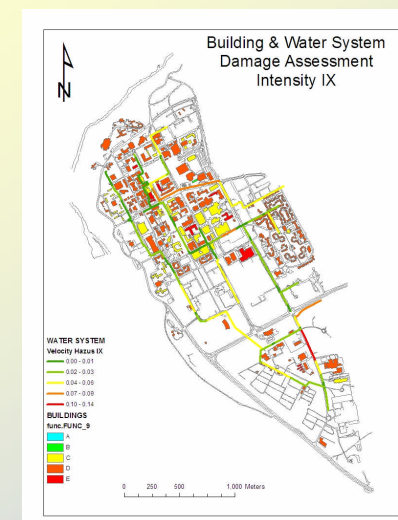 Building & Water System
Damage Assessment
Intensity IX
N
WATER SYSTEM
Velocity Hazus IX
0.00 - 0.01
0.02 - 0.03
0.04 - 0.06
0.07 - 0.09
0.10 - 0.14
BUILDINGS
func.FUNC_9
A
B
C
D
E
0 250 500 1.000 Meters